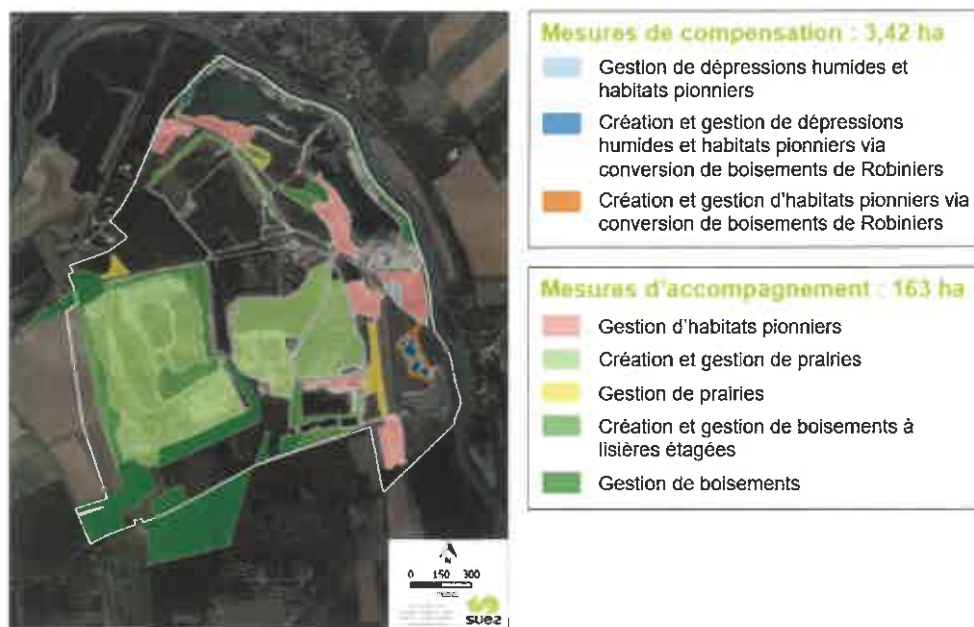 Mesures de compensation : 3,42 ha
Gestion de dépressions humides et
habitats pionniers
Création et gestion de dépressions
humides et habitats pionniers via
conversion de boisements de Robiniers
Création et gestion d'habitats pionniers via
conversion de boisements de Robiniers
Mesures d'accompagnement : 163 ha
Gestion d'habitats pionniers
Création et gestion de prairies
Gestion de prairies
Création et gestion de boisements à
lisières étagées
Gestion de boisements
N
0 150 300
suez